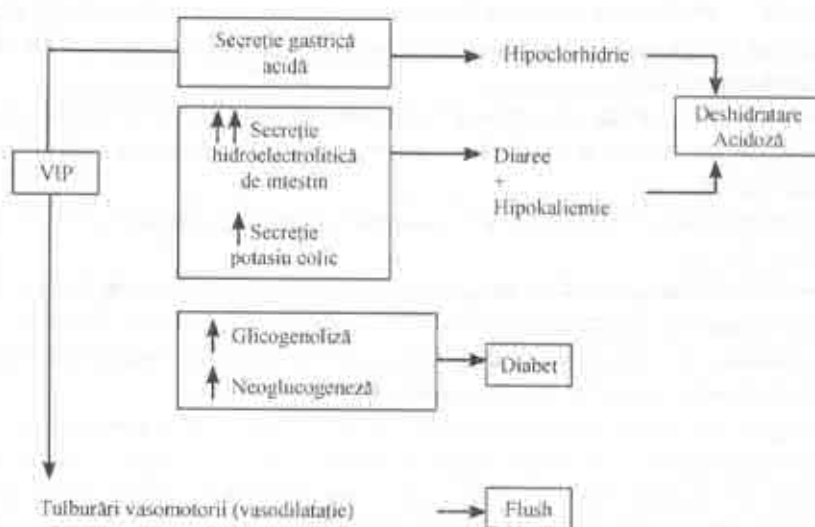 Secreție gastrică
acidă
Hipoclorhidrie
Deshidratare
Acidoză
Secreție
hidroelectrolitică
de intestin
Diaree
+
Hipokaliemie
VIP
Secreție
potasiu colic
Glicogenoliză
Neoglucogeneză
Diabet
Tulburări vasomotorii (vasodilatație)
Flush